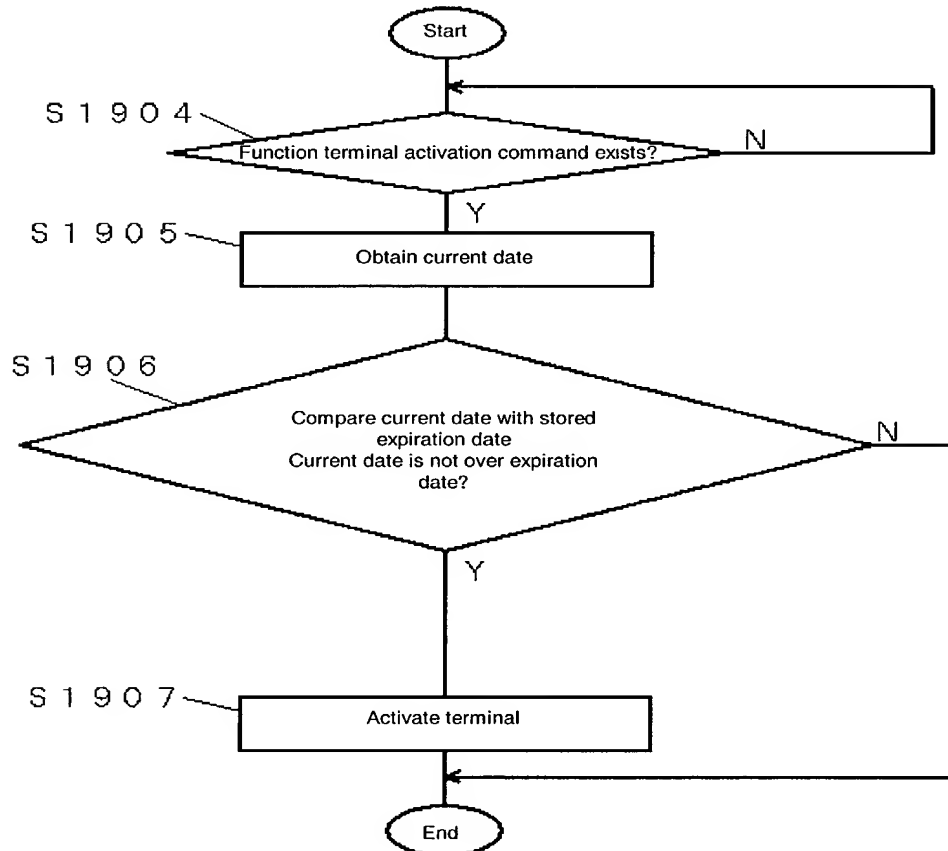 Start
S1904
Function terminal activation command exists?
N
Y
S1905
Obtain current date
S1906
Compare current date with stored
expiration date
Current date is not over expiration
date?
N
Y
S1907
Activate terminal
End